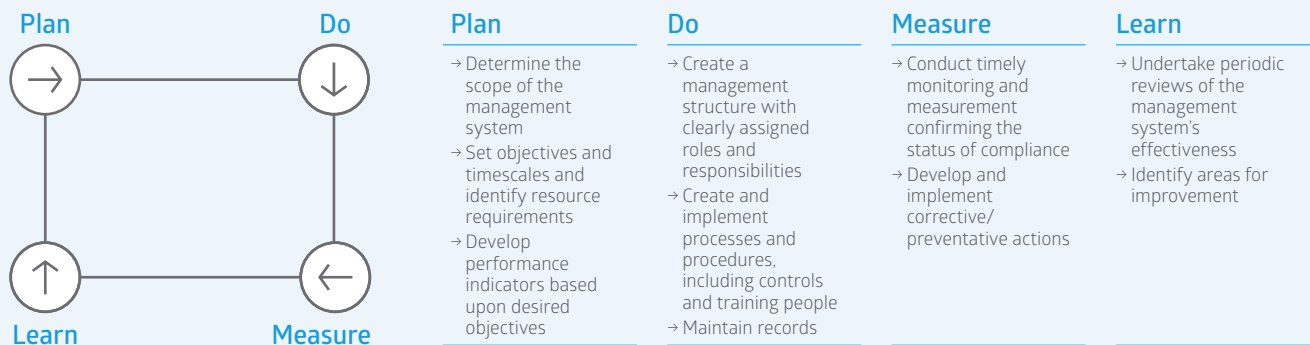 Plan
Do
Learn
Measure
Plan
→ Determine the
scope of the
management
system
→ Set objectives and
timescales and
identify resource
requirements
→ Develop
performance
indicators based
upon desired
objectives
Do
→ Create a
management
structure with
clearly assigned
roles and
responsibilities
→ Create and
implement
processes and
procedures,
including controls
and training people
→ Maintain records
Measure
→ Conduct timely
monitoring and
measurement
confirming the
status of compliance
→ Develop and
implement
corrective/
preventative actions
Learn
→ Undertake periodic
reviews of the
management
system's
effectiveness
→ Identify areas for
improvement